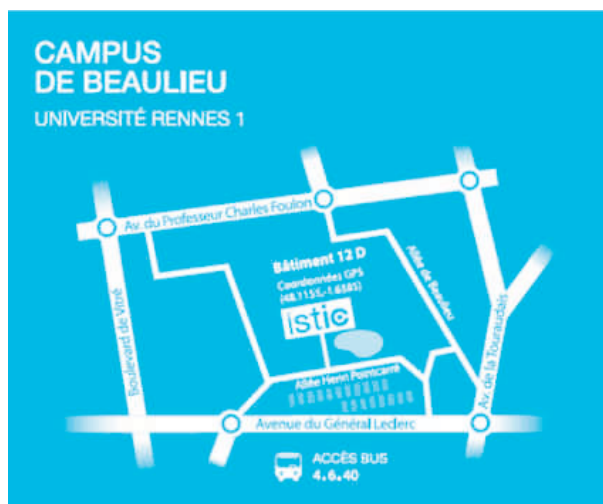 CAMPUS
DE BEAULIEU
UNIVERSITÉ RENNES 1
Av. du Professeur Charles Foulon
Bâtiment 12 D
Coordonnées GPS
(48.1155,-1.6385)
istic
Allée de Beaulieu
Boulevard de Vitré
Av. de la Touraudais
Allée Henri Pointcarré
Avenue du Général Leclerc
ACCÈS BUS
4.6.40